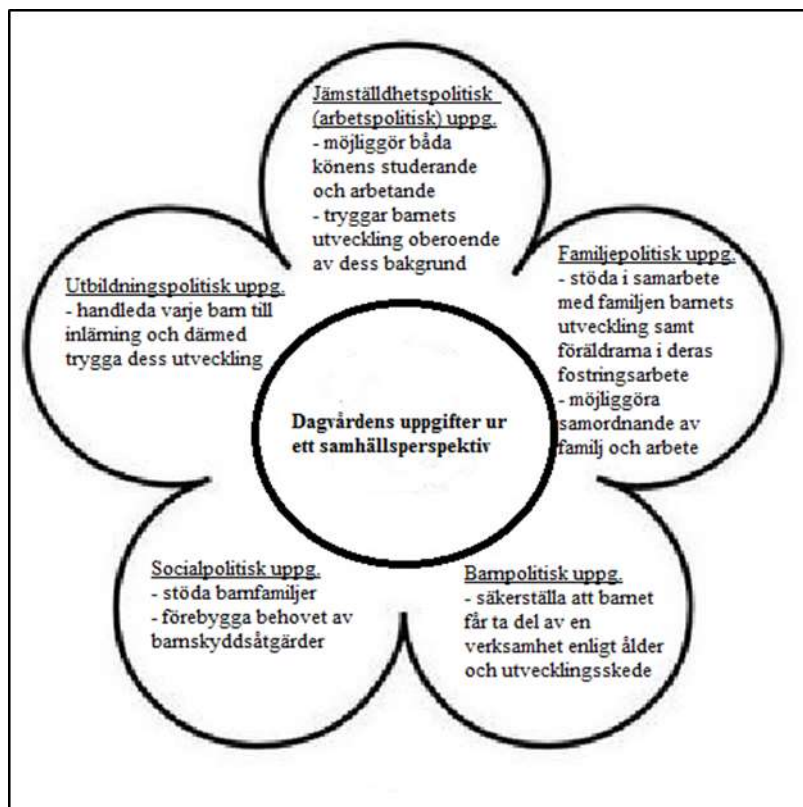 Jämställdhetspolitisk
(arbetspolitisk) uppg.
- möjliggör båda
könens studerande
och arbetande
- tryggar barnets
utveckling oberoende
av dess bakgrund
Familjepolitisk uppg.
- stöda i samarbete
med familjen barnets
utveckling samt
föräldrarna i deras
fostringsarbete
- möjliggöra
samordnande av
familj och arbete
Utbildningspolitisk uppg.
- handleda varje barn till
inlärning och därmed
trygga dess utveckling
Dagvårdens uppgifter ur
ett samhällsperspektiv
Socialpolitisk uppg.
- stöda barnfamiljer
- förebygga behovet av
barnskyddsåtgärder
Barnpolitisk uppg.
- säkerställa att barnet
får ta del av en
verksamhet enligt ålder
och utvecklingsskede